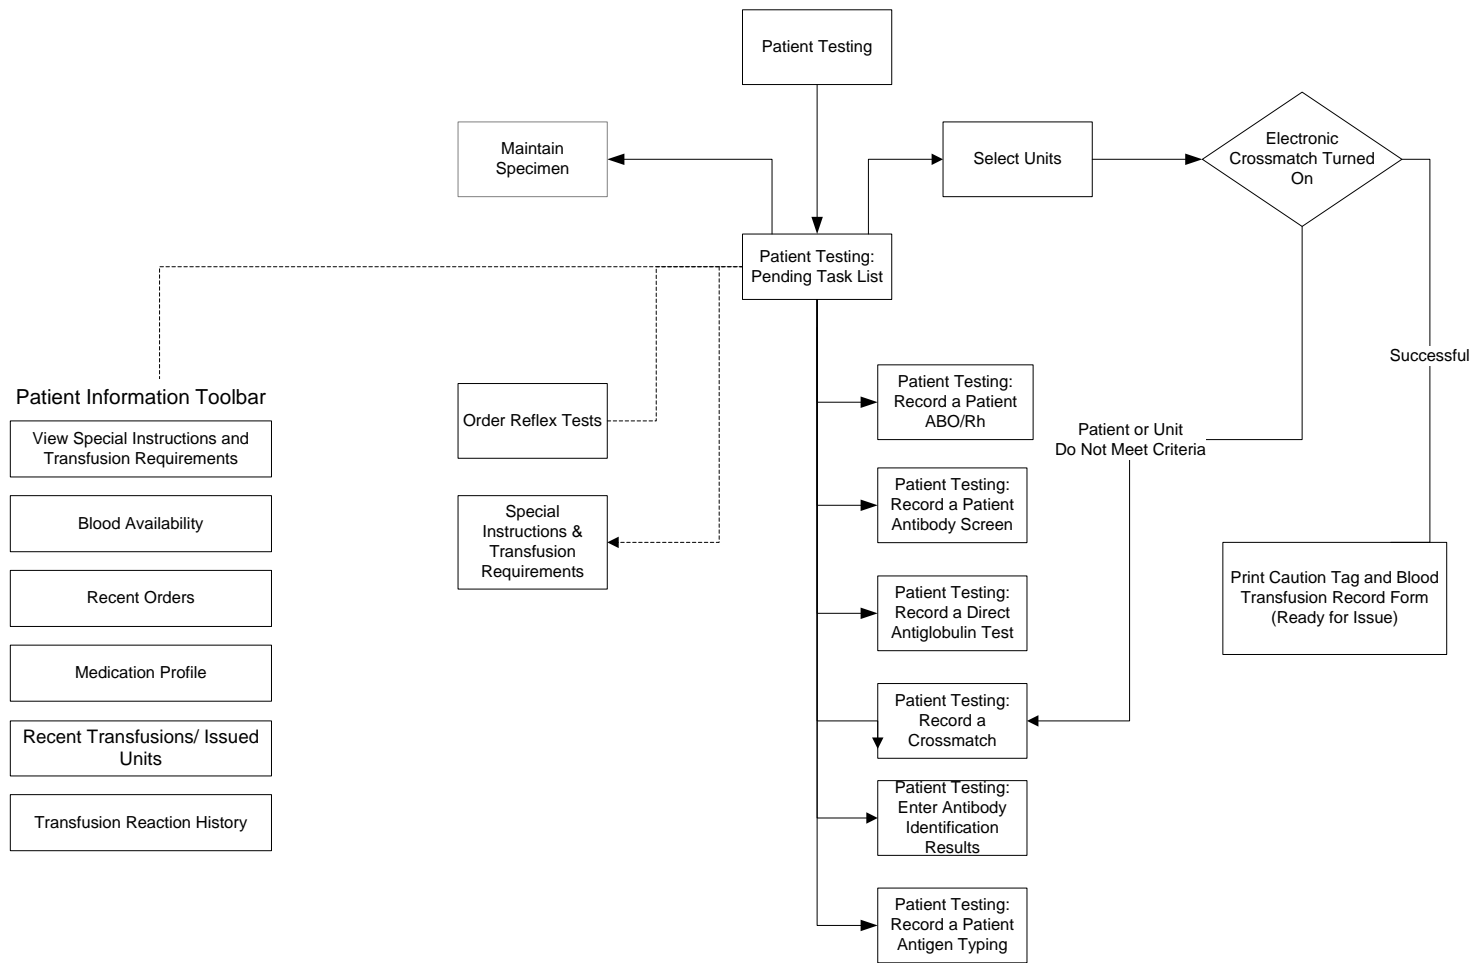 Patient Testing
Maintain
Specimen
Select Units
Electronic
Crossmatch Turned
On
Patient Testing:
Pending Task List
Successful
Patient Information Toolbar
View Special Instructions and
Transfusion Requirements
Blood Availability
Recent Orders
Medication Profile
Recent Transfusions/ Issued
Units
Transfusion Reaction History
Order Reflex Tests
Special
Instructions &
Transfusion
Requirements
Patient Testing:
Record a Patient
ABO/Rh
Patient Testing:
Record a Patient
Antibody Screen
Patient Testing:
Record a Direct
Antiglobulin Test
Patient Testing:
Record a
Crossmatch
Patient Testing:
Enter Antibody
Identification
Results
Patient Testing:
Record a Patient
Antigen Typing
Patient or Unit
Do Not Meet Criteria
Print Caution Tag and Blood
Transfusion Record Form
(Ready for Issue)